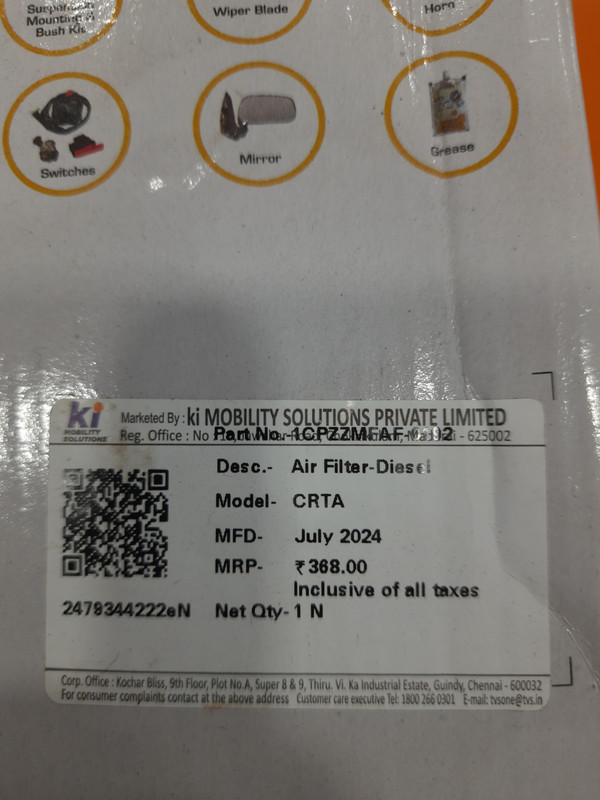 Suspension
Mounting &
Bush Kit
Wiper Blade
Horn
Switches
Mirror
Grease
ki
MOBILITY
SOLUTIONS
Marketed By : ki MOBILITY SOLUTIONS PRIVATE LIMITED
Reg. Office : No - 625002
Part No.-
Desc.- Air Filter-Diesel
Model- CRTA
MFD- July 2024
MRP- ₹368.00
Inclusive of all taxes
2479344222eN Net Qty- 1 N
Corp. Office : Kochar Bliss, 9th Floor, Plot No.A, Super 8 & 9, Thiru. Vi. Ka Industrial Estate, Guindy, Chennai - 600032
For consumer complaints contact at the above address Customer care executive Tel: 1800 266 0301 E-mail: tvsone@tvs.in